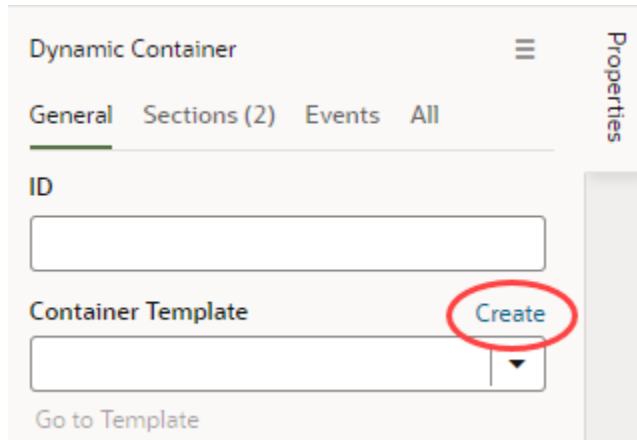 Dynamic Container
Properties
General Sections (2) Events All
ID
Container Template Create
Go to Template